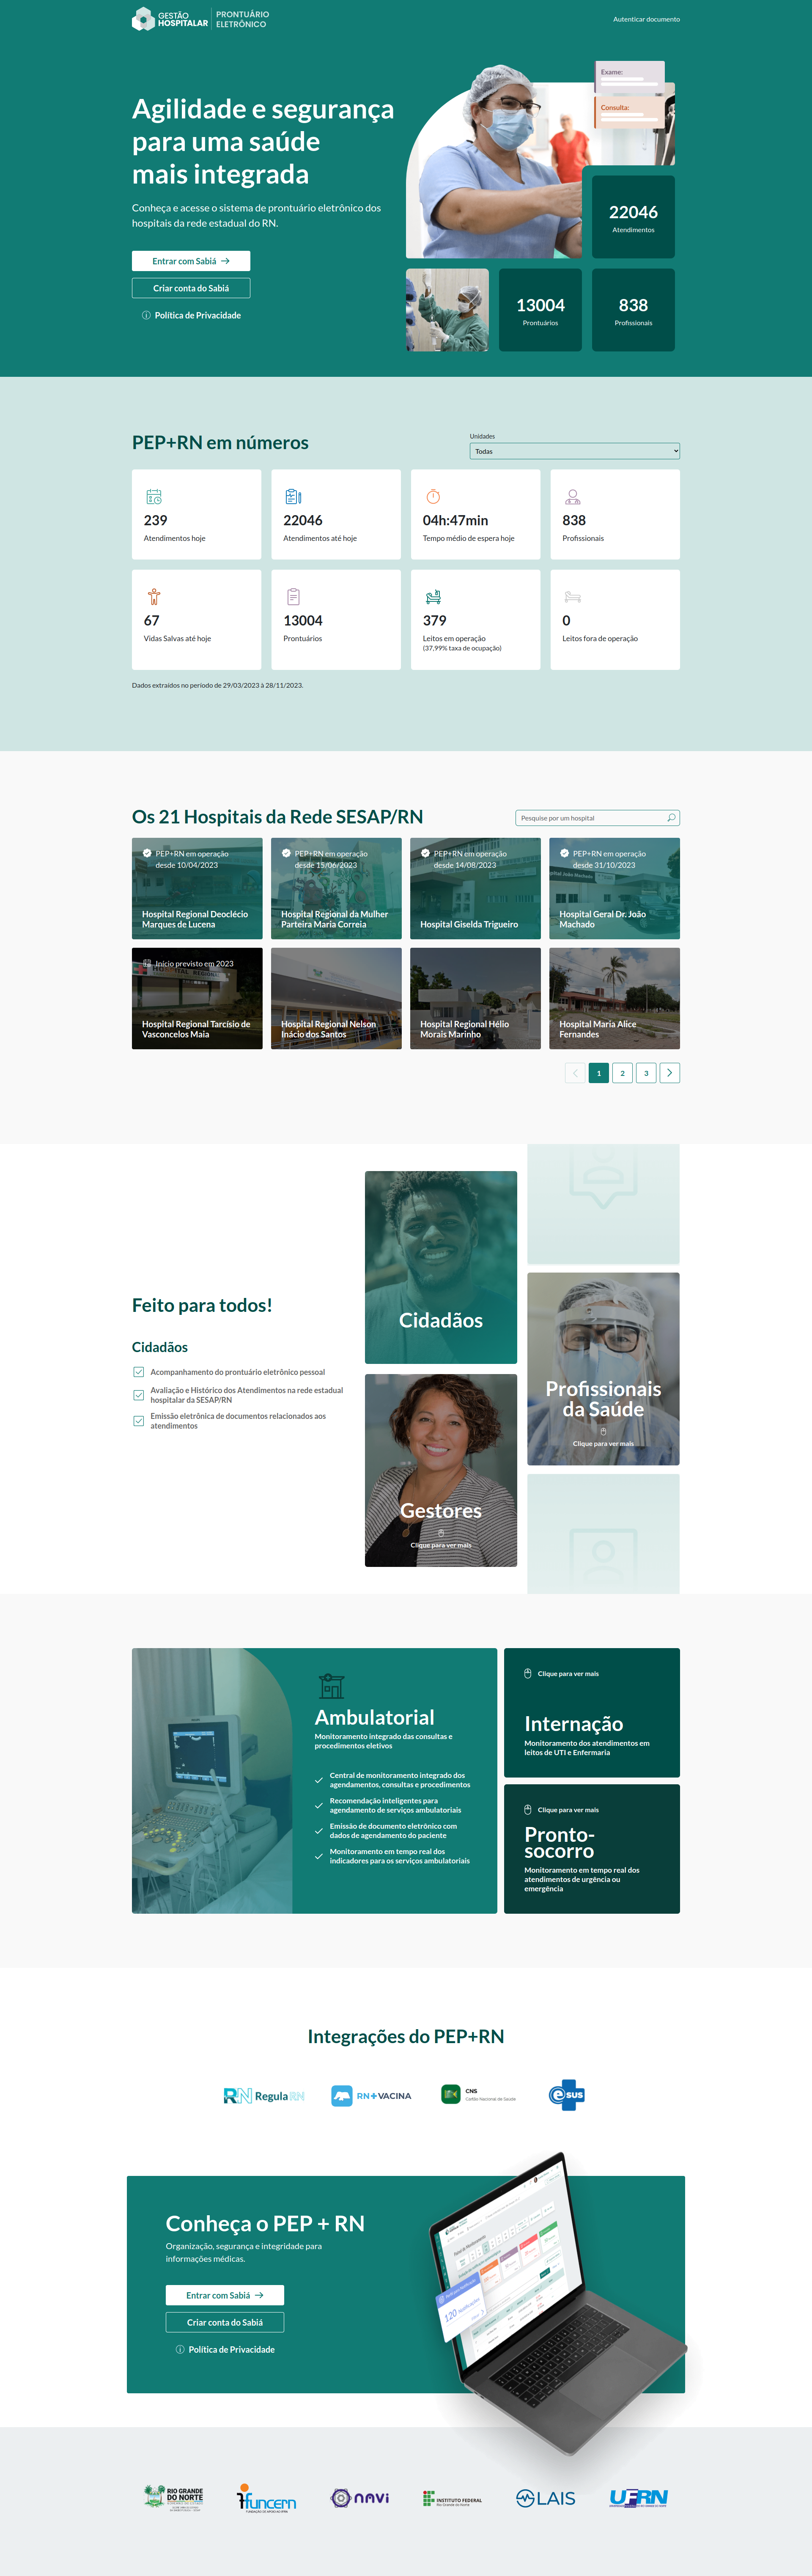 GESTÃO
HOSPITALAR
PRONTUÁRIO
ELETRÔNICO
Autenticar documento
Agilidade e segurança
para uma saúde
mais integrada
Conheça e acesse o sistema de prontuário eletrônico dos
hospitais da rede estadual do RN.
Entrar com Sabiá
Criar conta do Sabiá
Política de Privacidade
Exame:
Consulta:
22046
Atendimentos
13004
Prontuários
838
Profissionais
PEP+RN em números
Unidades
Todas
239
Atendimentos hoje
22046
Atendimentos até hoje
04h:47min
Tempo médio de espera hoje
838
Profissionais
67
Vidas Salvas até hoje
13004
Prontuários
379
Leitos em operação
(37,99% taxa de ocupação)
0
Leitos fora de operação
Dados extraídos no período de 29/03/2023 à 28/11/2023.
Os 21 Hospitais da Rede SESAP/RN
Pesquise por um hospital
PEP+RN em operação
desde 10/04/2023
Hospital Regional Deoclécio
Marques de Lucena
PEP+RN em operação
desde 15/06/2023
Hospital Regional da Mulher
Parteira Maria Correia
PEP+RN em operação
desde 14/08/2023
Hospital Giselda Trigueiro
PEP+RN em operação
desde 31/10/2023
Hospital Geral Dr. João
Machado
Início previsto em 2023
Hospital Regional Tarcísio de
Vasconcelos Maia
Hospital Regional Nelson
Inácio dos Santos
Hospital Regional Hélio
Morais Marinho
Hospital Maria Alice
Fernandes
1
2
3
Feito para todos!
Cidadãos
Acompanhamento do prontuário eletrônico pessoal
Avaliação e Histórico dos Atendimentos na rede estadual
hospitalar da SESAP/RN
Emissão eletrônica de documentos relacionados aos
atendimentos
Cidadãos
Profissionais
da Saúde
Clique para ver mais
Gestores
Clique para ver mais
Ambulatorial
Monitoramento integrado das consultas e
procedimentos eletivos
Central de monitoramento integrado dos
agendamentos, consultas e procedimentos
Recomendação inteligentes para
agendamento de serviços ambulatoriais
Emissão de documento eletrônico com
dados de agendamento do paciente
Monitoramento em tempo real dos
indicadores para os serviços ambulatoriais
Clique para ver mais
Internação
Monitoramento dos atendimentos em
leitos de UTI e Enfermaria
Clique para ver mais
Pronto-
socorro
Monitoramento em tempo real dos
atendimentos de urgência ou
emergência
Integrações do PEP+RN
RN Regula RN
RN+VACINA
CNS
Cartão Nacional de Saúde
e-SUS
Conheça o PEP + RN
Organização, segurança e integridade para
informações médicas.
Entrar com Sabiá
Criar conta do Sabiá
Política de Privacidade
RIO GRANDE
DO NORTE
funcern
navi
INSTITUTO FEDERAL
Rio Grande do Norte
LAIS
UFRN